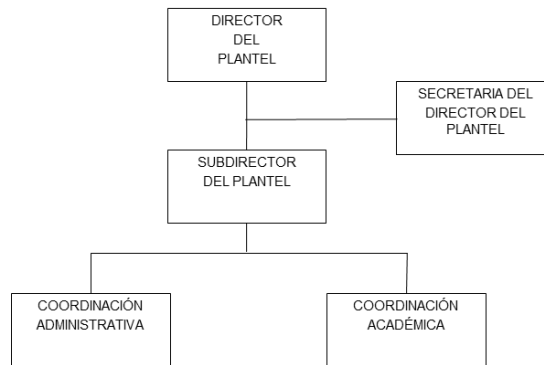 DIRECTOR
DEL
PLANTEL
SECRETARIA DEL
DIRECTOR DEL
PLANTEL
SUBDIRECTOR
DEL PLANTEL
COORDINACIÓN
ADMINISTRATIVA
COORDINACIÓN
ACADÉMICA